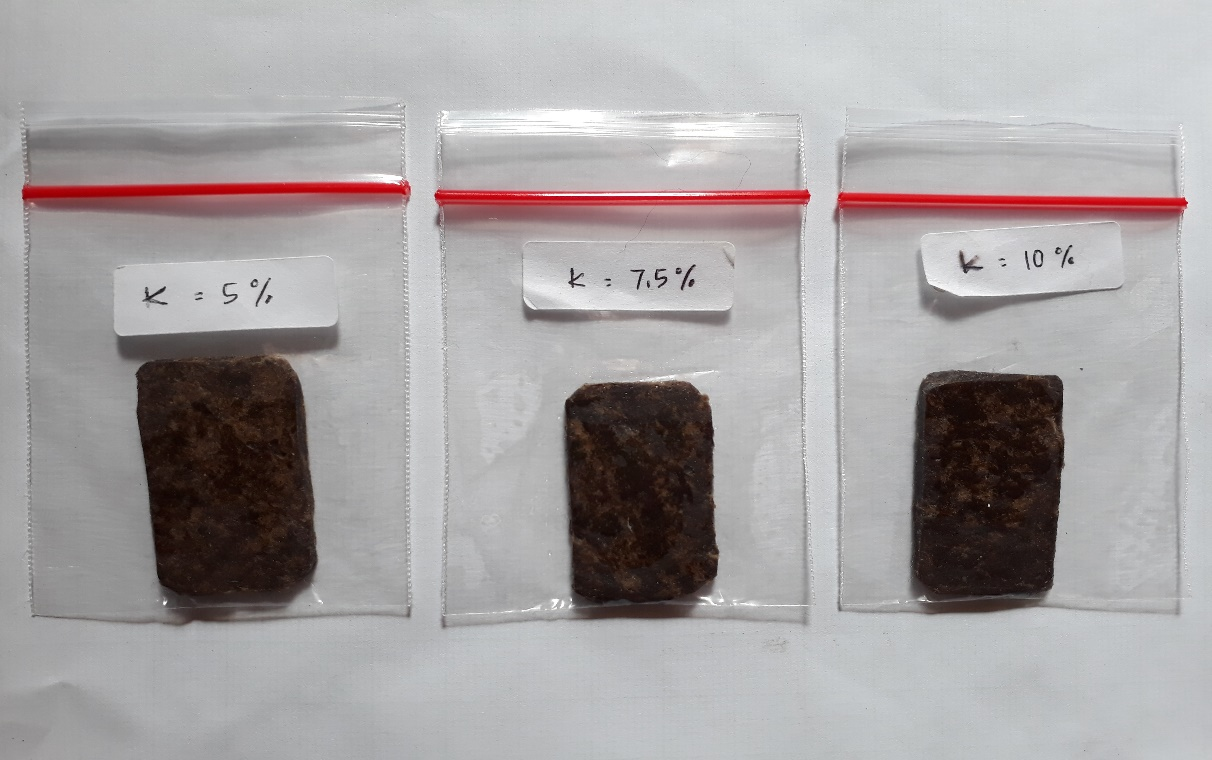 K = 5%
K = 7.5%
K = 10%